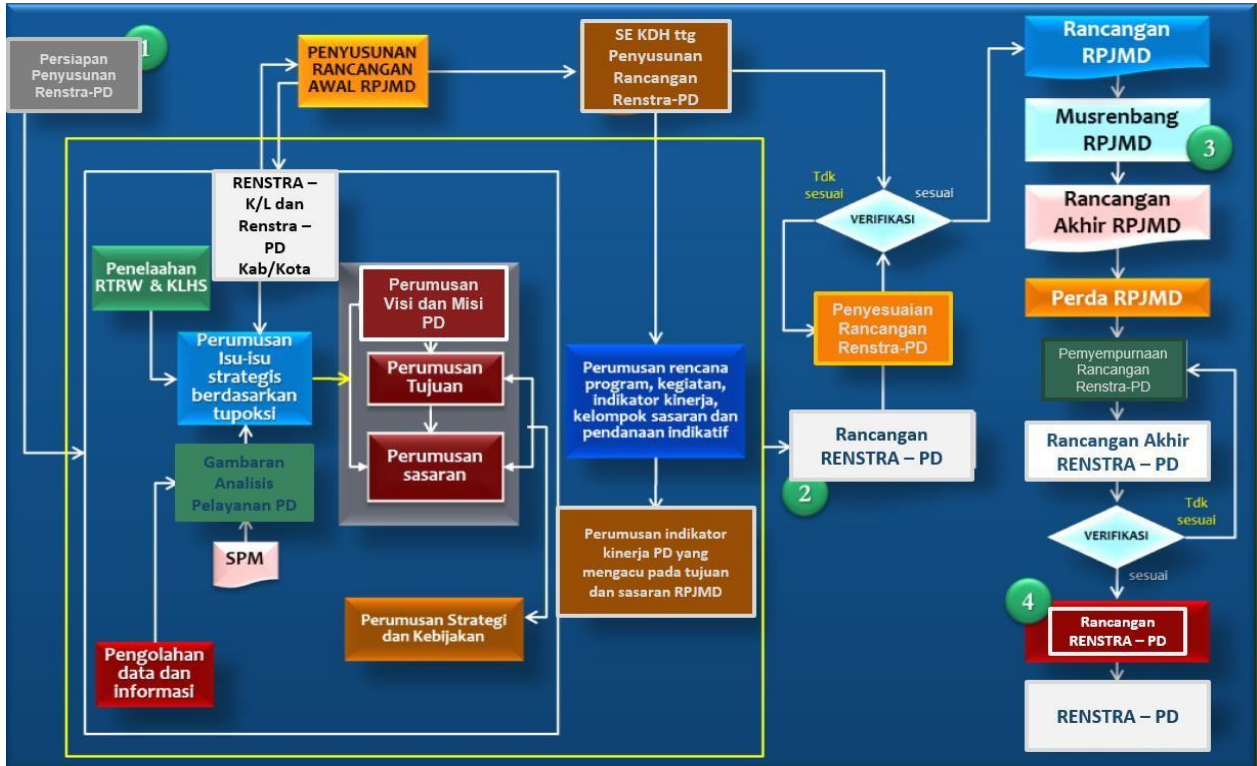 1
Persiapan
Penyusunan
Renstra-PD
PENYUSUNAN
RANCANGAN
AWAL RPJMD
SE KDH ttg
Penyusunan
Rancangan
Renstra-PD
RENSTRA –
K/L dan
Renstra –
PD
Kab/Kota
Penelaahan
RTRW & KLHS
Perumusan
Isu-isu
strategis
berdasarkan
tupoksi
Gambaran
Analisis
Pelayanan PD
SPM
Pengolahan
data dan
informasi
Perumusan
Visi dan Misi
PD
Perumusan
Tujuan
Perumusan
sasaran
Perumusan Strategi
dan Kebijakan
Perumusan rencana
program, kegiatan,
indikator kinerja,
kelompok sasaran dan
pendanaan indikatif
Perumusan indikator
kinerja PD yang
mengacu pada tujuan
dan sasaran RPJMD
Tdk
sesuai
sesuai
VERIFIKASI
Penyesuaian
Rancangan
Renstra-PD
Rancangan
RENSTRA – PD
2
Rancangan
RPJMD
Musrenbang
RPJMD
3
Rancangan
Akhir RPJMD
Perda RPJMD
Pemyempurnaan
Rancangan
Renstra-PD
Rancangan Akhir
RENSTRA – PD
Tdk
sesuai
VERIFIKASI
sesuai
4
Rancangan
RENSTRA – PD
RENSTRA – PD